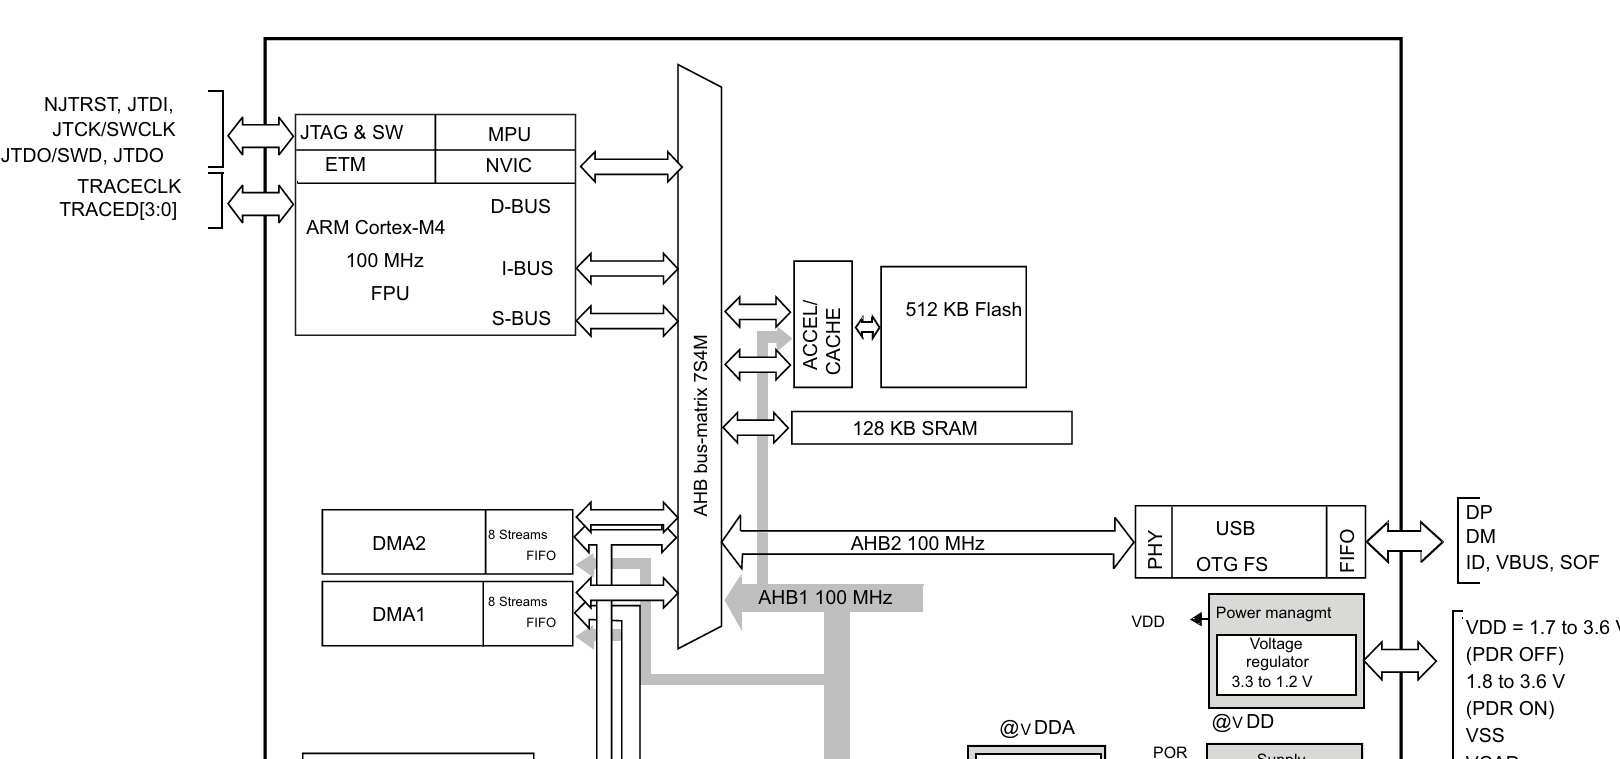 NJTRST, JTDI,
JTCK/SWCLK
JTDO/SWD, JTDO
TRACECLK
TRACED[3:0]
JTAG & SW
MPU
ETM
NVIC
D-BUS
ARM Cortex-M4
100 MHz
FPU
I-BUS
S-BUS
AHB bus-matrix 7S4M
ACCEL/
CACHE
512 KB Flash
128 KB SRAM
DMA2
8 Streams
FIFO
DMA1
8 Streams
FIFO
AHB2 100 MHz
AHB1 100 MHz
PHY
USB
OTG FS
FIFO
DP
DM
ID, VBUS, SOF
VDD
Power managmt
Voltage
regulator
3.3 to 1.2 V
VDD = 1.7 to 3.6 V
(PDR OFF)
1.8 to 3.6 V
(PDR ON)
VSS
@VDDA
@VDD
POR
Supply